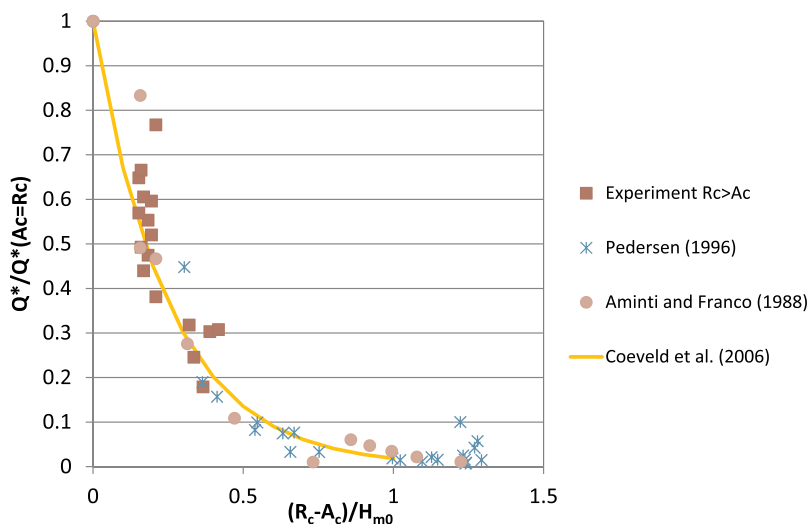 1
0.9
0.8
0.7
0.6
0.5
0.4
0.3
0.2
0.1
0
Q*/Q*(Ac=Rc)
0 0.5 1 1.5
(Rc-Ac)/Hm0
Experiment Rc>Ac
Pedersen (1996)
Aminti and Franco (1988)
Coeveld et al. (2006)